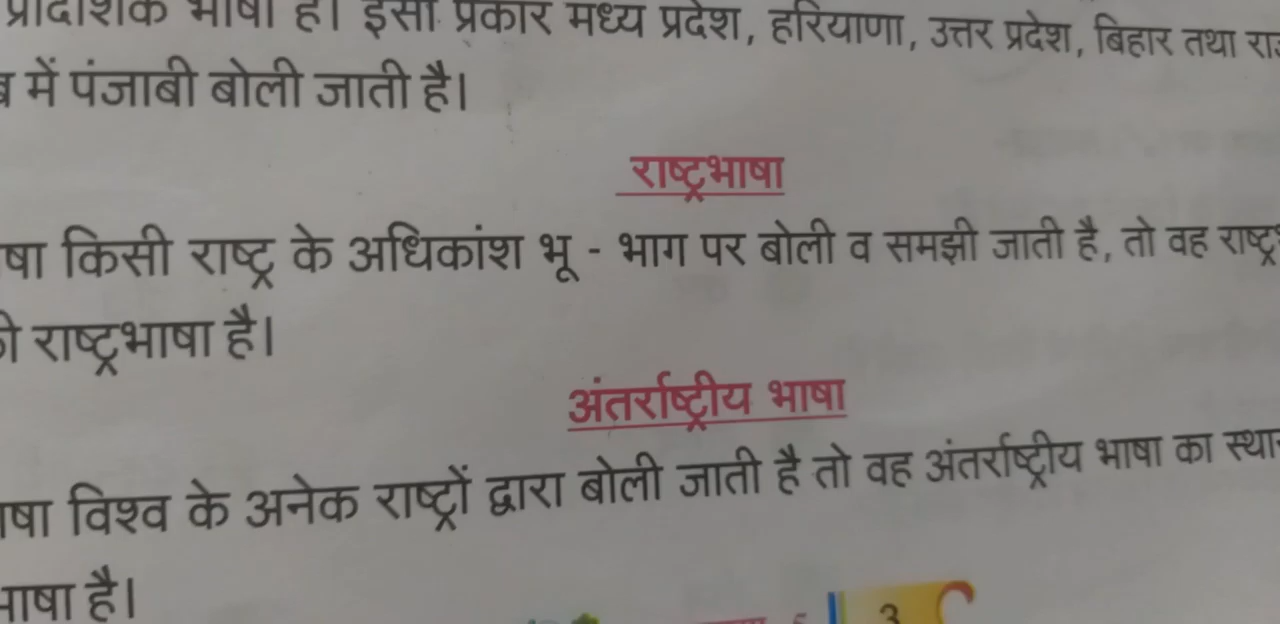 प्रादेशिक भाषा है। इसी प्रकार मध्य प्रदेश, हरियाणा, उत्तर प्रदेश, बिहार तथा
में पंजाबी बोली जाती है।
राष्ट्रभाषा
किसी राष्ट्र के अधिकांश भू - भाग पर बोली व समझी जाती है, तो वह
राष्ट्रभाषा है।
अंतर्राष्ट्रीय भाषा
विश्व के अनेक राष्ट्रों द्वारा बोली जाती है तो वह अंतर्राष्ट्रीय भाषा का
है।
3